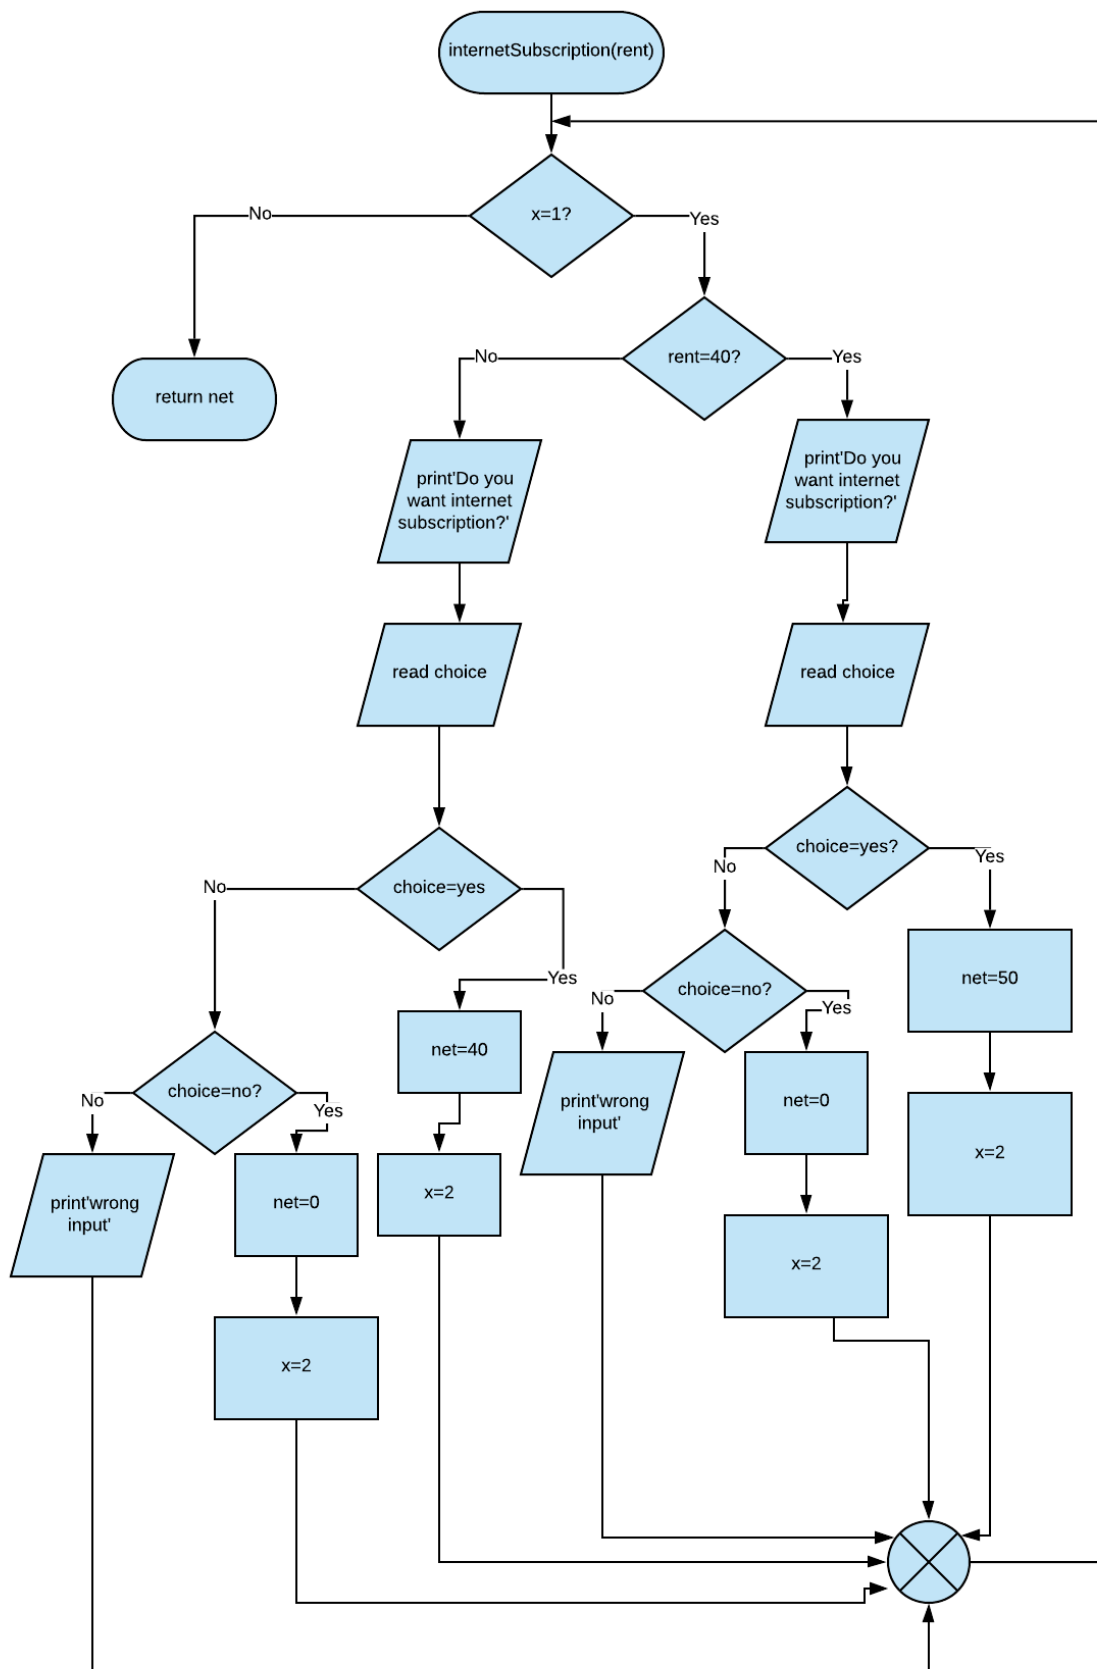 internetSubscription(rent)
x=1?
No
Yes
rent=40?
No
Yes
return net
print'Do you
want internet
subscription?'
print'Do you
want internet
subscription?'
read choice
read choice
choice=yes?
No
Yes
choice=yes
No
Yes
choice=no?
No
Yes
net=50
net=40
choice=no?
No
Yes
print'wrong
input'
net=0
x=2
print'wrong
input'
net=0
x=2
x=2
x=2